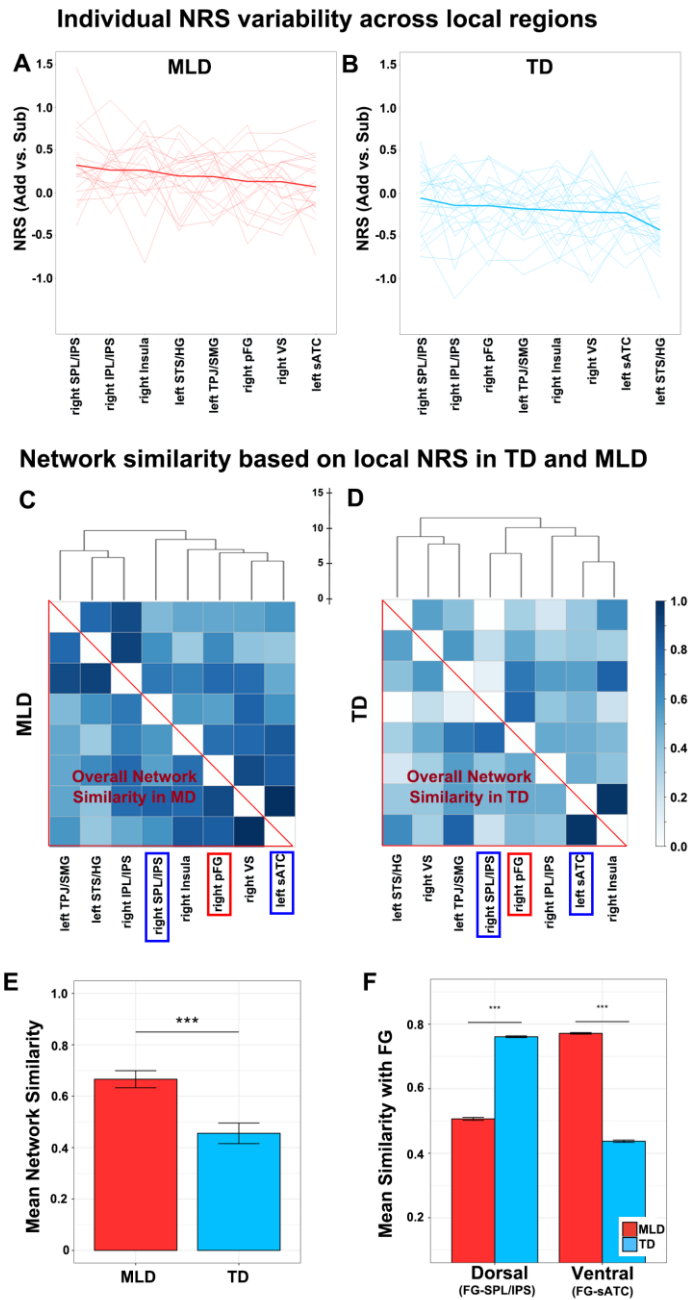 Individual NRS variability across local regions
A
MLD
B
TD
NRS (Add vs. Sub)
1.5
1.0
0.5
0.0
-0.5
-1.0
right SPL/IPS
right IPL/IPS
right Insula
left STS/HG
left TPJ/SMG
right pFG
right VS
left sATC
NRS (Add vs. Sub)
1.5
1.0
0.5
0.0
-0.5
-1.0
right SPL/IPS
right IPL/IPS
right pFG
left TPJ/SMG
right Insula
right VS
left sATC
left STS/HG
Network similarity based on local NRS in TD and MLD
C
15
10
5
0
D
MLD
Overall Network
Similarity in MD
left TPJ/SMG
left STS/HG
right IPL/IPS
right SPL/IPS
right Insula
right pFG
right VS
left sATC
TD
Overall Network
Similarity in TD
left STS/HG
right VS
left TPJ/SMG
right SPL/IPS
right pFG
right IPL/IPS
left sATC
right Insula
1.0
0.8
0.6
0.4
0.2
0.0
E
Mean Network Similarity
1.0
0.8
0.6
0.4
0.2
0
***
MLD
TD
F
Mean Similarity with FG
0.8
0.6
0.4
0.2
***
***
MLD
TD
Dorsal
(FG-SPL/IPS)
Ventral
(FG-sATC)